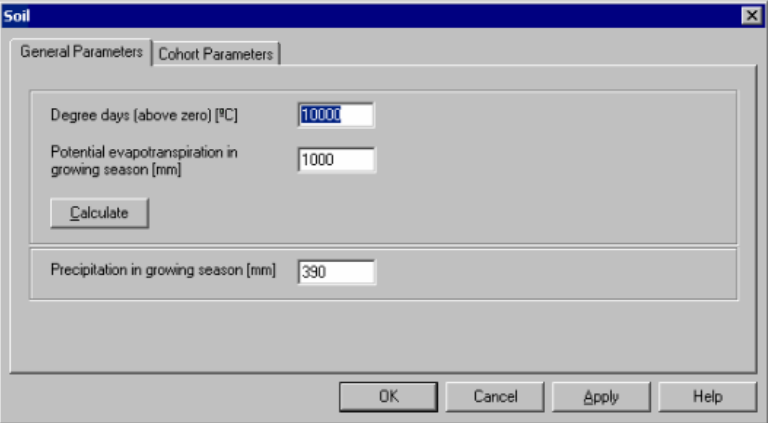 Soil
General Parameters
Cohort Parameters
Degree days (above zero) [ºC]
10000
Potential evapotranspiration in
growing season [mm]
1000
Calculate
Precipitation in growing season [mm]
390
OK
Cancel
Apply
Help